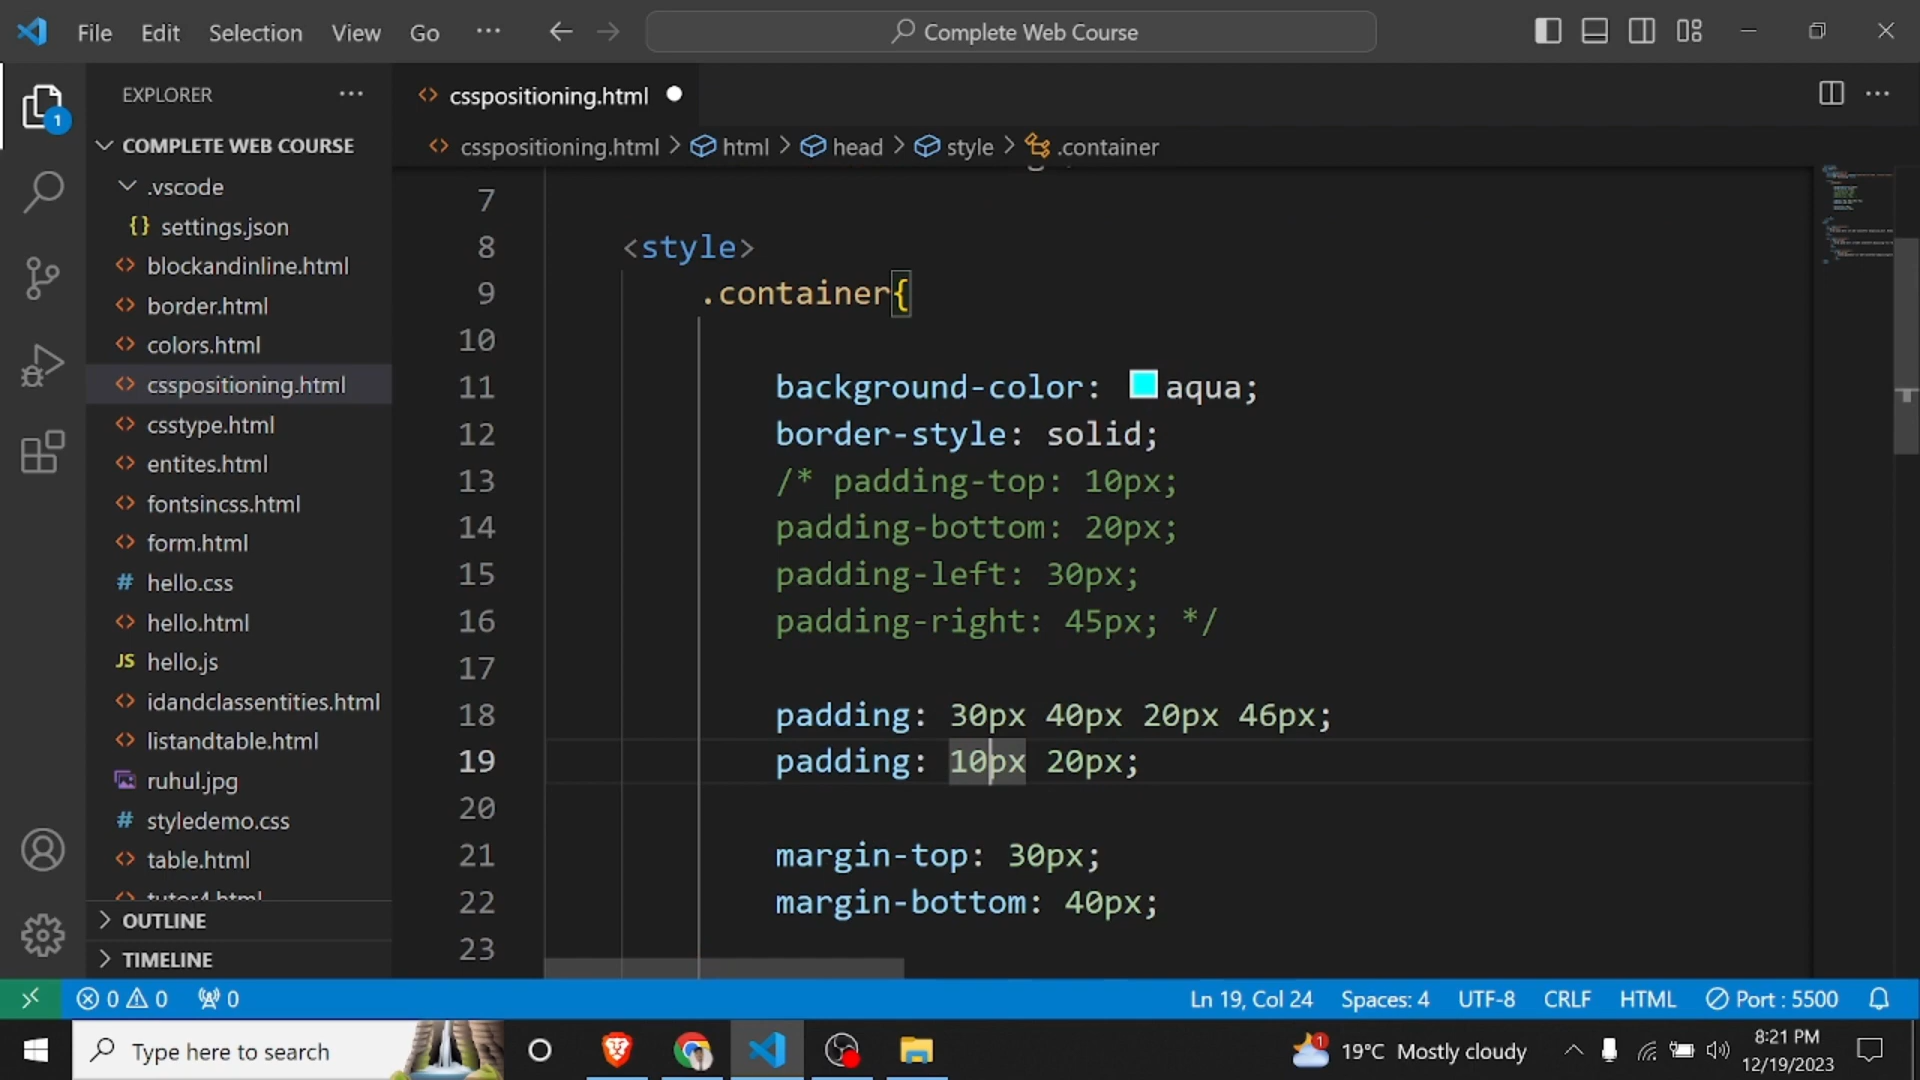 File Edit Selection View Go ··· Complete Web Course
EXPLORER ···
COMPLETE WEB COURSE
.vscode
{} settings.json
blockandinline.html
border.html
colors.html
csspositioning.html
csstype.html
entites.html
fontsincss.html
form.html
# hello.css
hello.html
JS hello.js
idandclassentities.html
listandtable.html
ruhul.jpg
# styledemo.css
table.html
tutor4.html
OUTLINE
TIMELINE
1
csspositioning.html
csspositioning.html > html > head > style > .container
7
8 <style>
9 .container{
10
11 background-color: aqua;
12 border-style: solid;
13 /* padding-top: 10px;
14 padding-bottom: 20px;
15 padding-left: 30px;
16 padding-right: 45px; */
17
18 padding: 30px 40px 20px 46px;
19 padding: 10px 20px;
20
21 margin-top: 30px;
22 margin-bottom: 40px;
23
0 0 0 Ln 19, Col 24 Spaces: 4 UTF-8 CRLF HTML Port : 5500
Type here to search 1 19°C Mostly cloudy 8:21 PM
12/19/2023